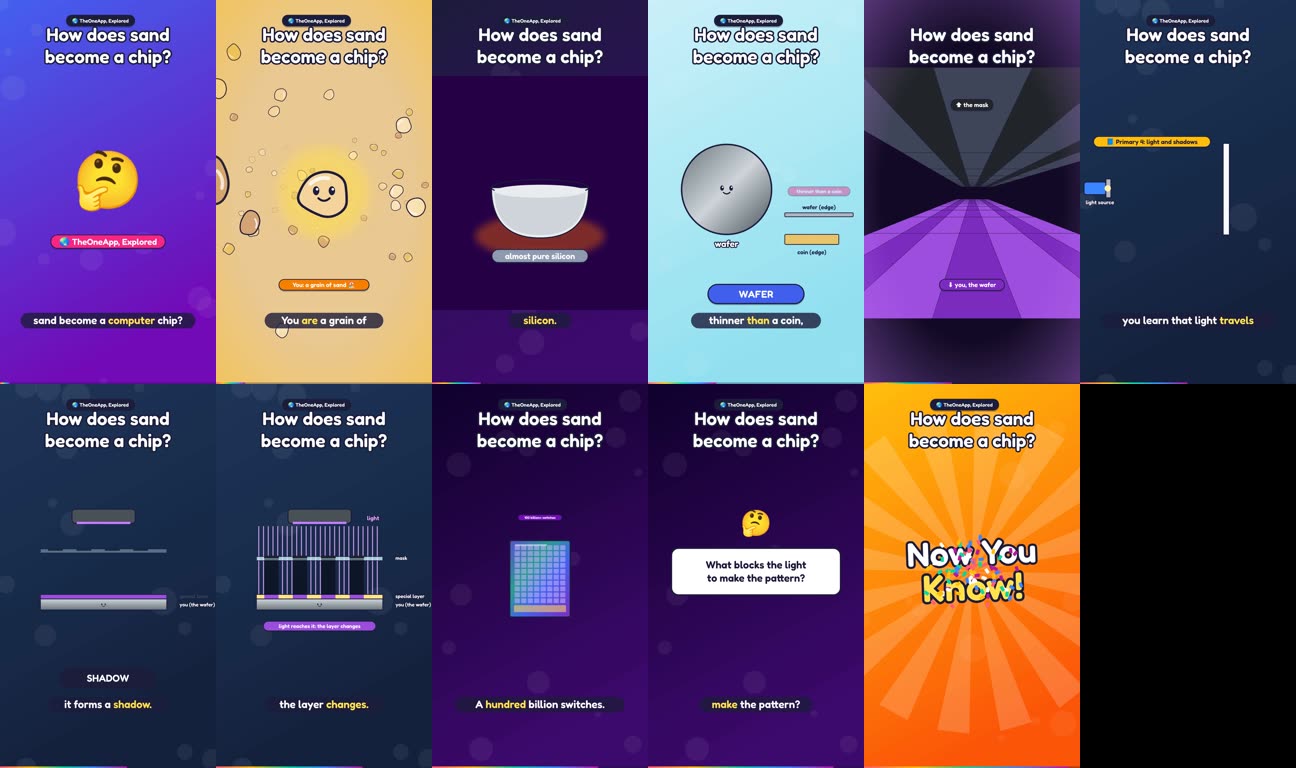 TheOneApp, Explored
How does sand
become a chip?
TheOneApp, Explored
sand become a computer chip?
TheOneApp, Explored
How does sand
become a chip?
You: a grain of sand
You are a grain of
TheOneApp, Explored
How does sand
become a chip?
almost pure silicon
silicon.
TheOneApp, Explored
How does sand
become a chip?
thinner than a coin
wafer (edge)
wafer
coin (edge)
WAFER
thinner than a coin,
How does sand
become a chip?
⬆ the mask
⬇ you, the wafer
TheOneApp, Explored
How does sand
become a chip?
Primary 4: light and shadows
light source
you learn that light travels
TheOneApp, Explored
How does sand
become a chip?
special layer
you (the wafer)
SHADOW
it forms a shadow.
TheOneApp, Explored
How does sand
become a chip?
light
mask
special layer
you (the wafer)
light reaches it: the layer changes
the layer changes.
TheOneApp, Explored
How does sand
become a chip?
100 billion switches
A hundred billion switches.
TheOneApp, Explored
How does sand
become a chip?
What blocks the light
to make the pattern?
make the pattern?
TheOneApp, Explored
How does sand
become a chip?
Now You
Know!